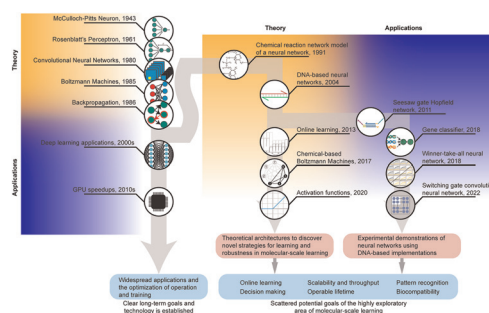 McCulloch-Pitts Neuron, 1943
Rosenblatt's Perceptron, 1961
Convolutional Neural Networks, 1980
Boltzmann Machines, 1985
Backpropagation, 1986
Deep learning applications, 2000s
GPU speedups, 2010s
Theory
Applications
Widespread applications and
the optimization of operation
and training
Clear long-term goals and
technology is established
Theory
Applications
Chemical reaction network model
of a neural network, 1991
DNA-based neural
networks, 2004
Online learning, 2013
Chemical-based
Boltzmann Machines, 2017
Activation functions, 2020
Seesaw gate Hopfield
network, 2011
Gene classifier, 2018
Winner-take-all neural
network, 2018
Switching gate convolutional
neural network, 2022
Theoretical architectures to discover
novel strategies for learning and
robustness in molecular-scale learning
Experimental demonstrations of
neural networks using
DNA-based implementations
Online learning
Scalability and throughput
Pattern recognition
Decision making
Operable lifetime
Biocompatibility
Scattered potential goals of the highly exploratory
area of molecular-scale learning